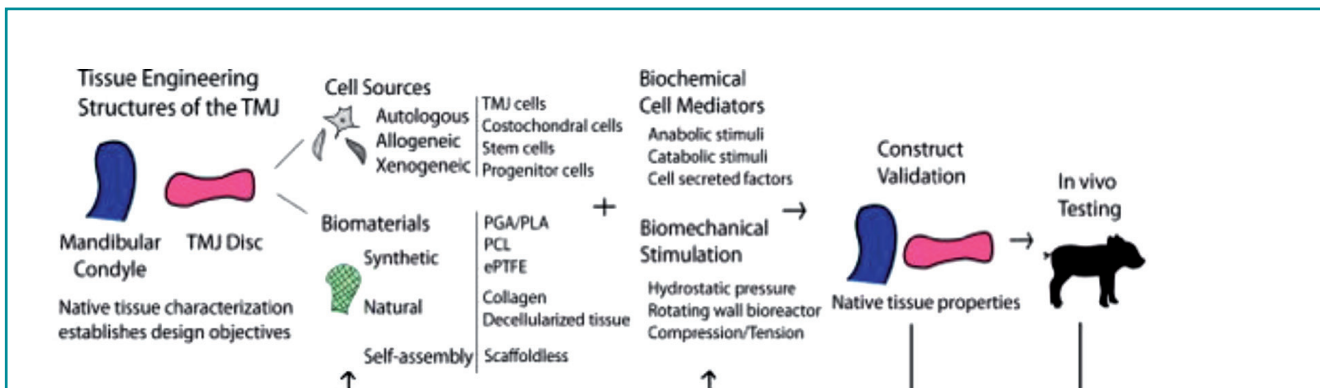 Tissue Engineering
Structures of the TMJ
Mandibular
Condyle
TMJ Disc
Native tissue characterization
establishes design objectives
Cell Sources
Autologous
Allogeneic
Xenogeneic
TMJ cells
Costochondral cells
Stem cells
Progenitor cells
Biomaterials
Synthetic
Natural
Self-assembly
PGA/PLA
PCL
ePTFE
Collagen
Decellularized tissue
Scaffoldless
+
Biochemical
Cell Mediators
Anabolic stimuli
Catabolic stimuli
Cell secreted factors
Biomechanical
Stimulation
Hydrostatic pressure
Rotating wall bioreactor
Compression/Tension
Construct
Validation
Native tissue properties
In vivo
Testing